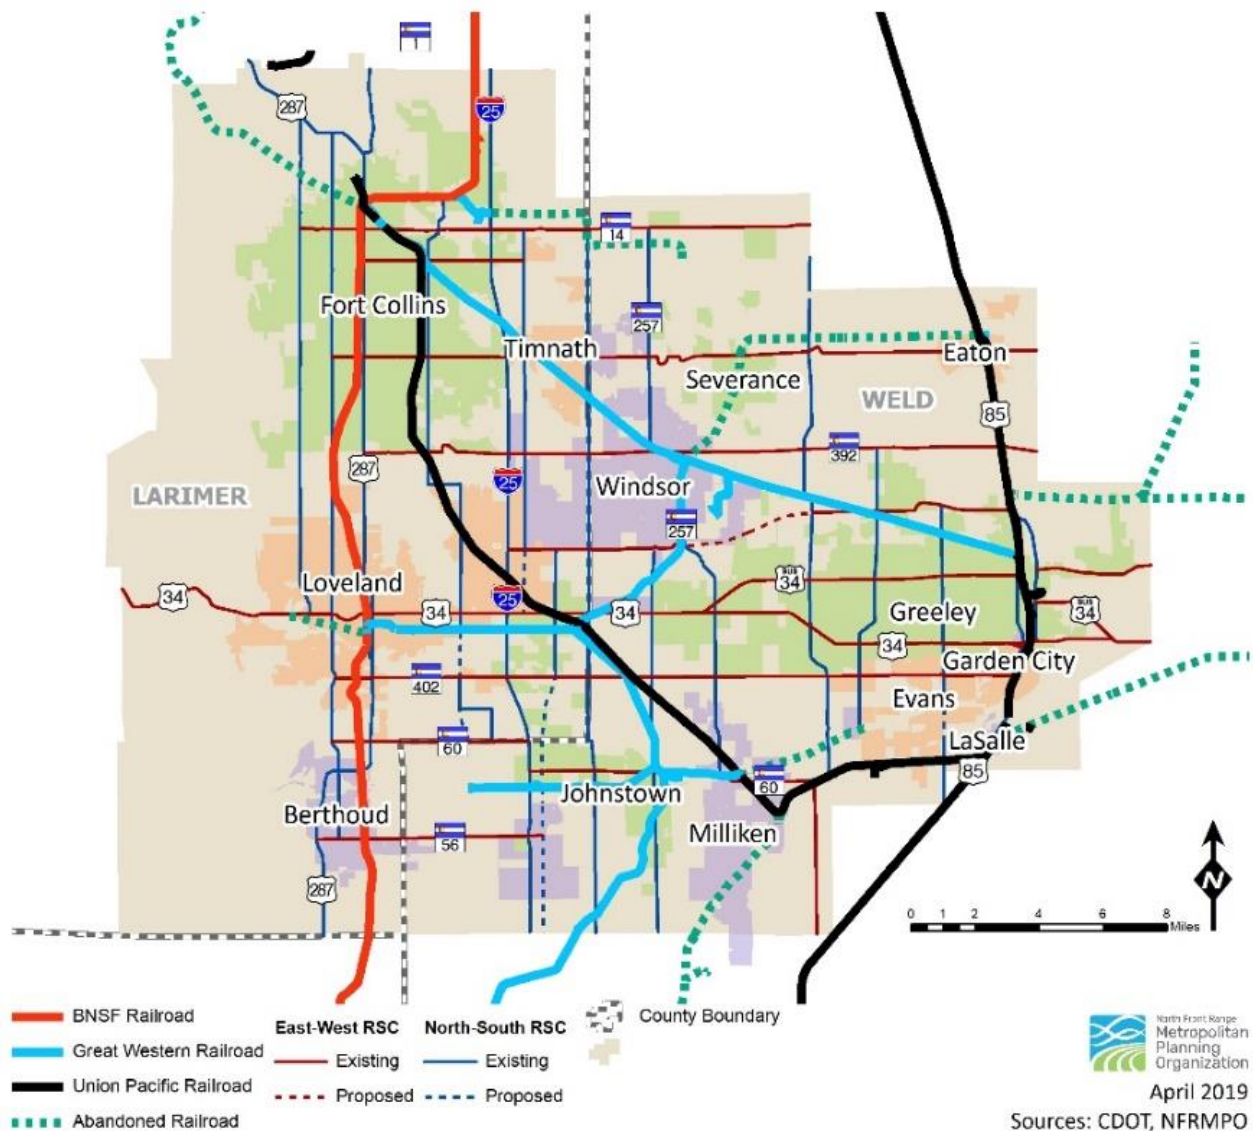 1
287
25
14
Fort Collins
257
Timnath
Eaton
Severance
WELD
85
392
287
25
LARIMER
Windsor
257
BUS
34
Loveland
34
25
34
34
Greeley
BUS
34
34
Garden City
402
Evans
60
LaSalle
85
60
Johnstown
Berthoud
Milliken
56
287
N
0 1 2 4 6 8
Miles
BNSF Railroad
Great Western Railroad
Union Pacific Railroad
Abandoned Railroad
East-West RSC
Existing
Proposed
North-South RSC
Existing
Proposed
County Boundary
North Front Range
Metropolitan
Planning
Organization
April 2019
Sources: CDOT, NFRMPO